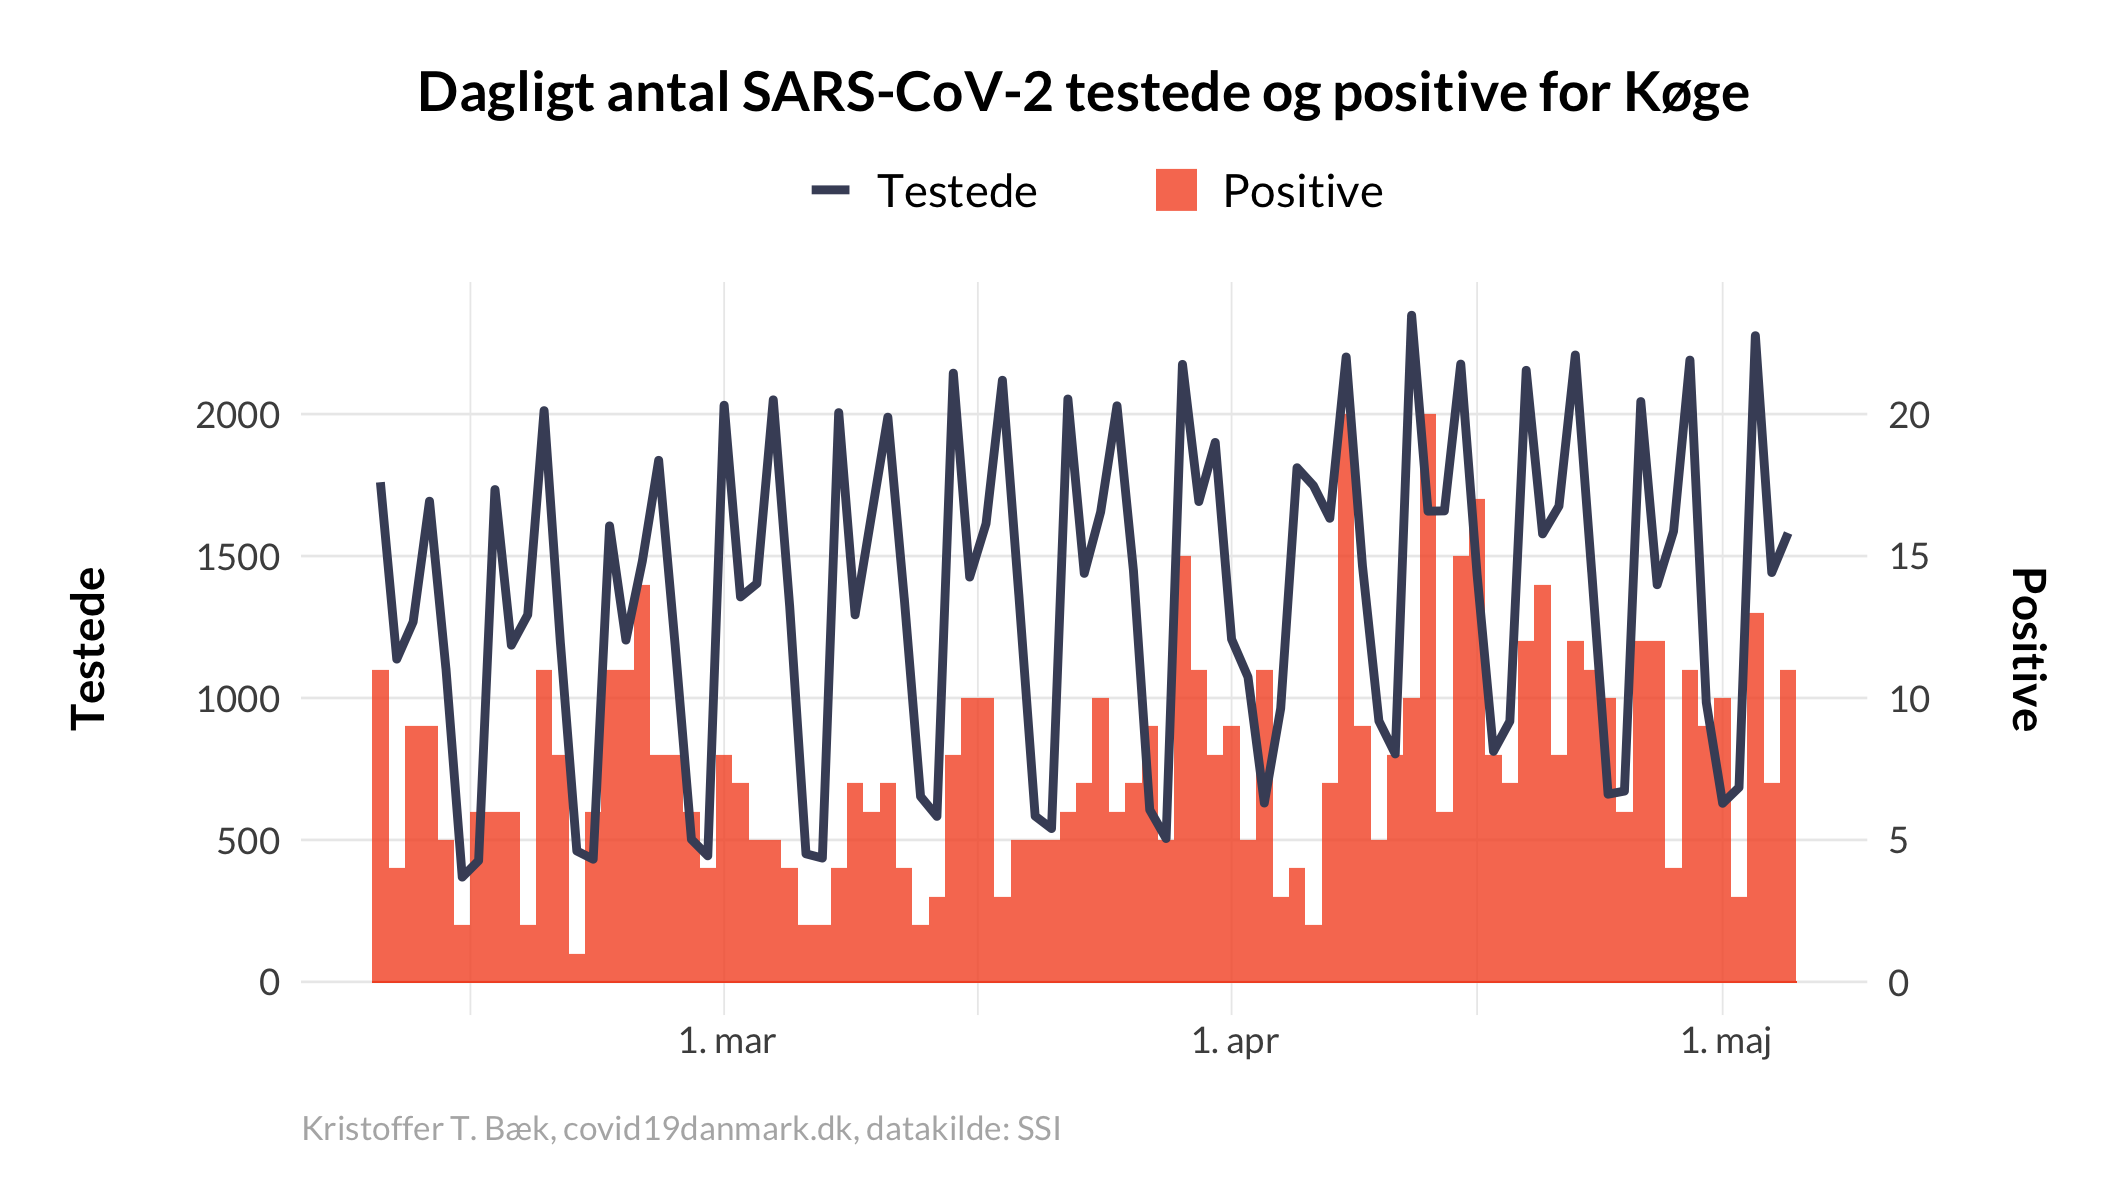 Dagligt antal SARS-CoV-2 testede og positive for Køge
Testede Positive
Testede
2000
1500
1000
500
0
20
15
10
5
0
Positive
1. mar 1. apr 1. maj
Kristoffer T. Bæk, covid19danmark.dk, datakilde: SSI